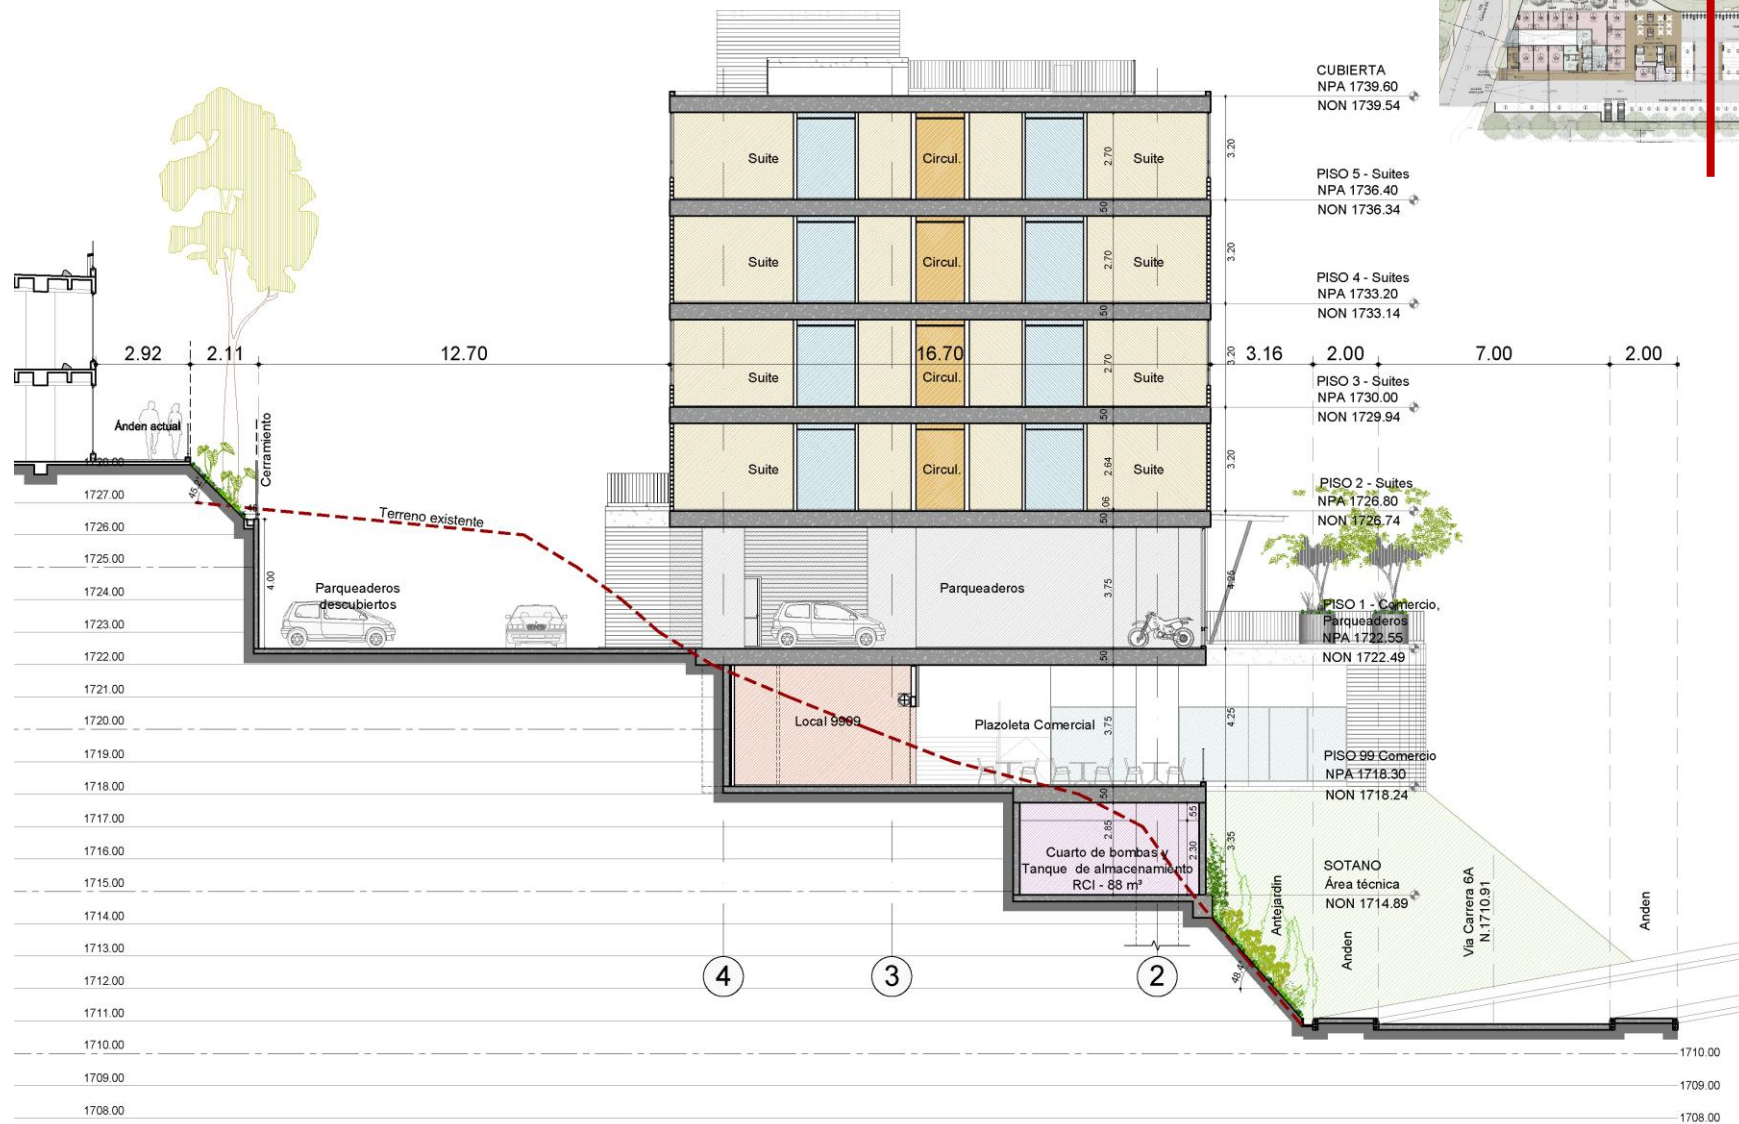 CUBIERTA
NPA 1739.60
NON 1739.54
Suite
Circul.
2.70
Suite
3.20
PISO 5 - Suites
NPA 1736.40
NON 1736.34
50
Suite
Circul.
2.70
Suite
3.20
PISO 4 - Suites
NPA 1733.20
NON 1733.14
50
2.92
2.11
12.70
16.70
3.16
2.00
7.00
2.00
Suite
Circul.
2.70
Suite
3.20
PISO 3 - Suites
NPA 1730.00
NON 1729.94
50
Ánden actual
Cerramiento
Suite
Circul.
2.64
Suite
3.20
.06
PISO 2 - Suites
NPA 1726.80
NON 1726.74
50
1728.00
1727.00
1726.00
1725.00
1724.00
1723.00
1722.00
1721.00
1720.00
1719.00
1718.00
1717.00
1716.00
1715.00
1714.00
1713.00
1712.00
1711.00
1710.00
1709.00
1708.00
Terreno existente
4.00
Parqueaderos
descubiertos
Parqueaderos
3.75
4.25
PISO 1 - Comercio,
Parqueaderos
NPA 1722.55
NON 1722.49
50
Local 9909
Plazoleta Comercial
3.75
4.25
PISO 99 Comercio
NPA 1718.30
NON 1718.24
50
.55
2.85
2.30
3.35
Cuarto de bombas y
Tanque de almacenamiento
RCI - 88 m³
SOTANO
Área técnica
NON 1714.89
Antejardin
Anden
Via Carrera 6A
N.1710.91
Anden
4
3
2
1710.00
1709.00
1708.00